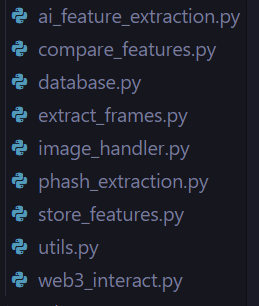 ai_feature_extraction.py
compare_features.py
database.py
extract_frames.py
image_handler.py
phash_extraction.py
store_features.py
utils.py
web3_interact.py